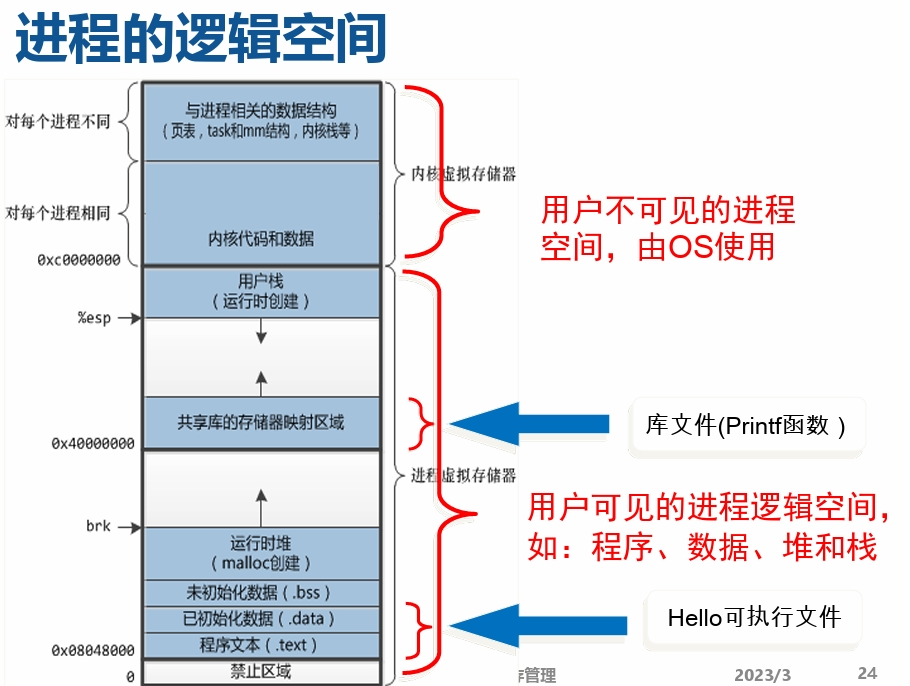 进程的逻辑空间
与进程相关的数据结构
（页表，task和mm结构，内核栈等）
对每个进程不同
内核虚拟存储器
用户不可见的进程
空间，由OS使用
对每个进程相同
内核代码和数据
0xc0000000
用户栈
（运行时创建）
%esp
共享库的存储器映射区域
库文件(Printf函数）
0x40000000
进程虚拟存储器
用户可见的进程逻辑空间，
如：程序、数据、堆和栈
brk
运行时堆
（malloc创建）
未初始化数据（.bss）
已初始化数据（.data）
Hello可执行文件
程序文本（.text）
0x08048000
禁止区域
0
存管理
2023/3
24